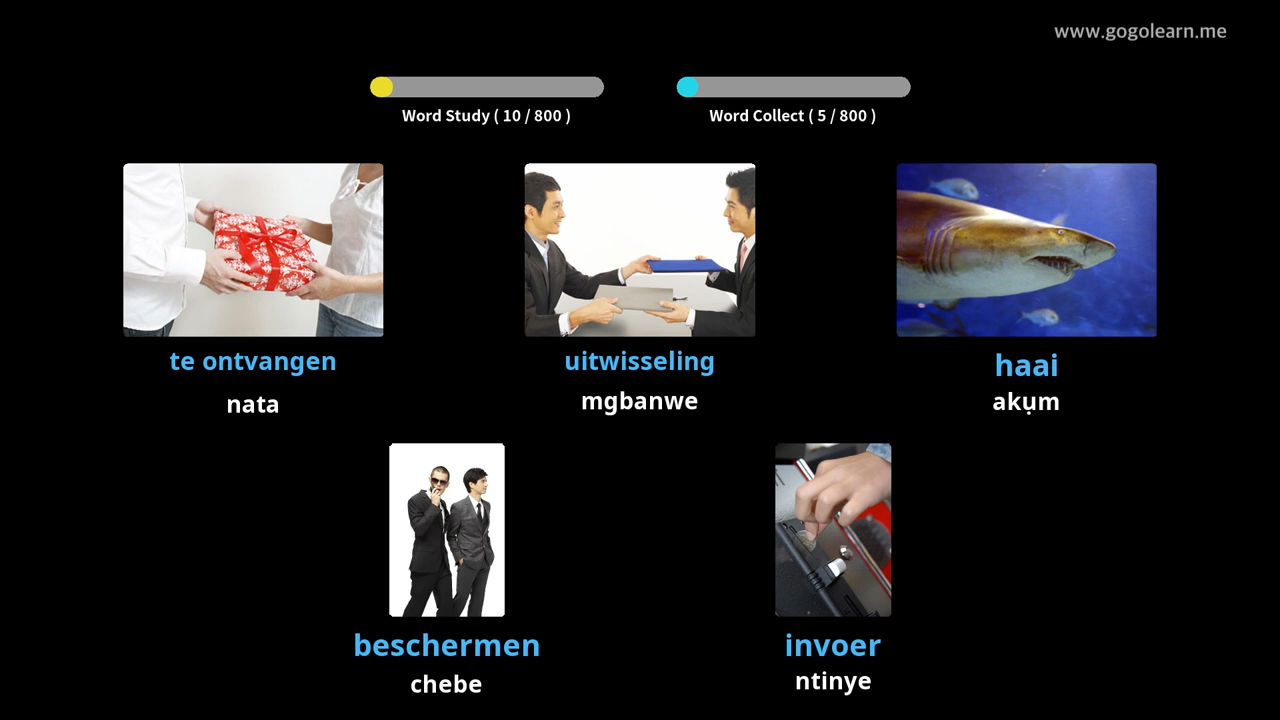 www.gogolearn.me
Word Study ( 10 / 800 )
Word Collect ( 5 / 800 )
te ontvangen
nata
uitwisseling
mgbanwe
haai
akụm
beschermen
chebe
invoer
ntinye